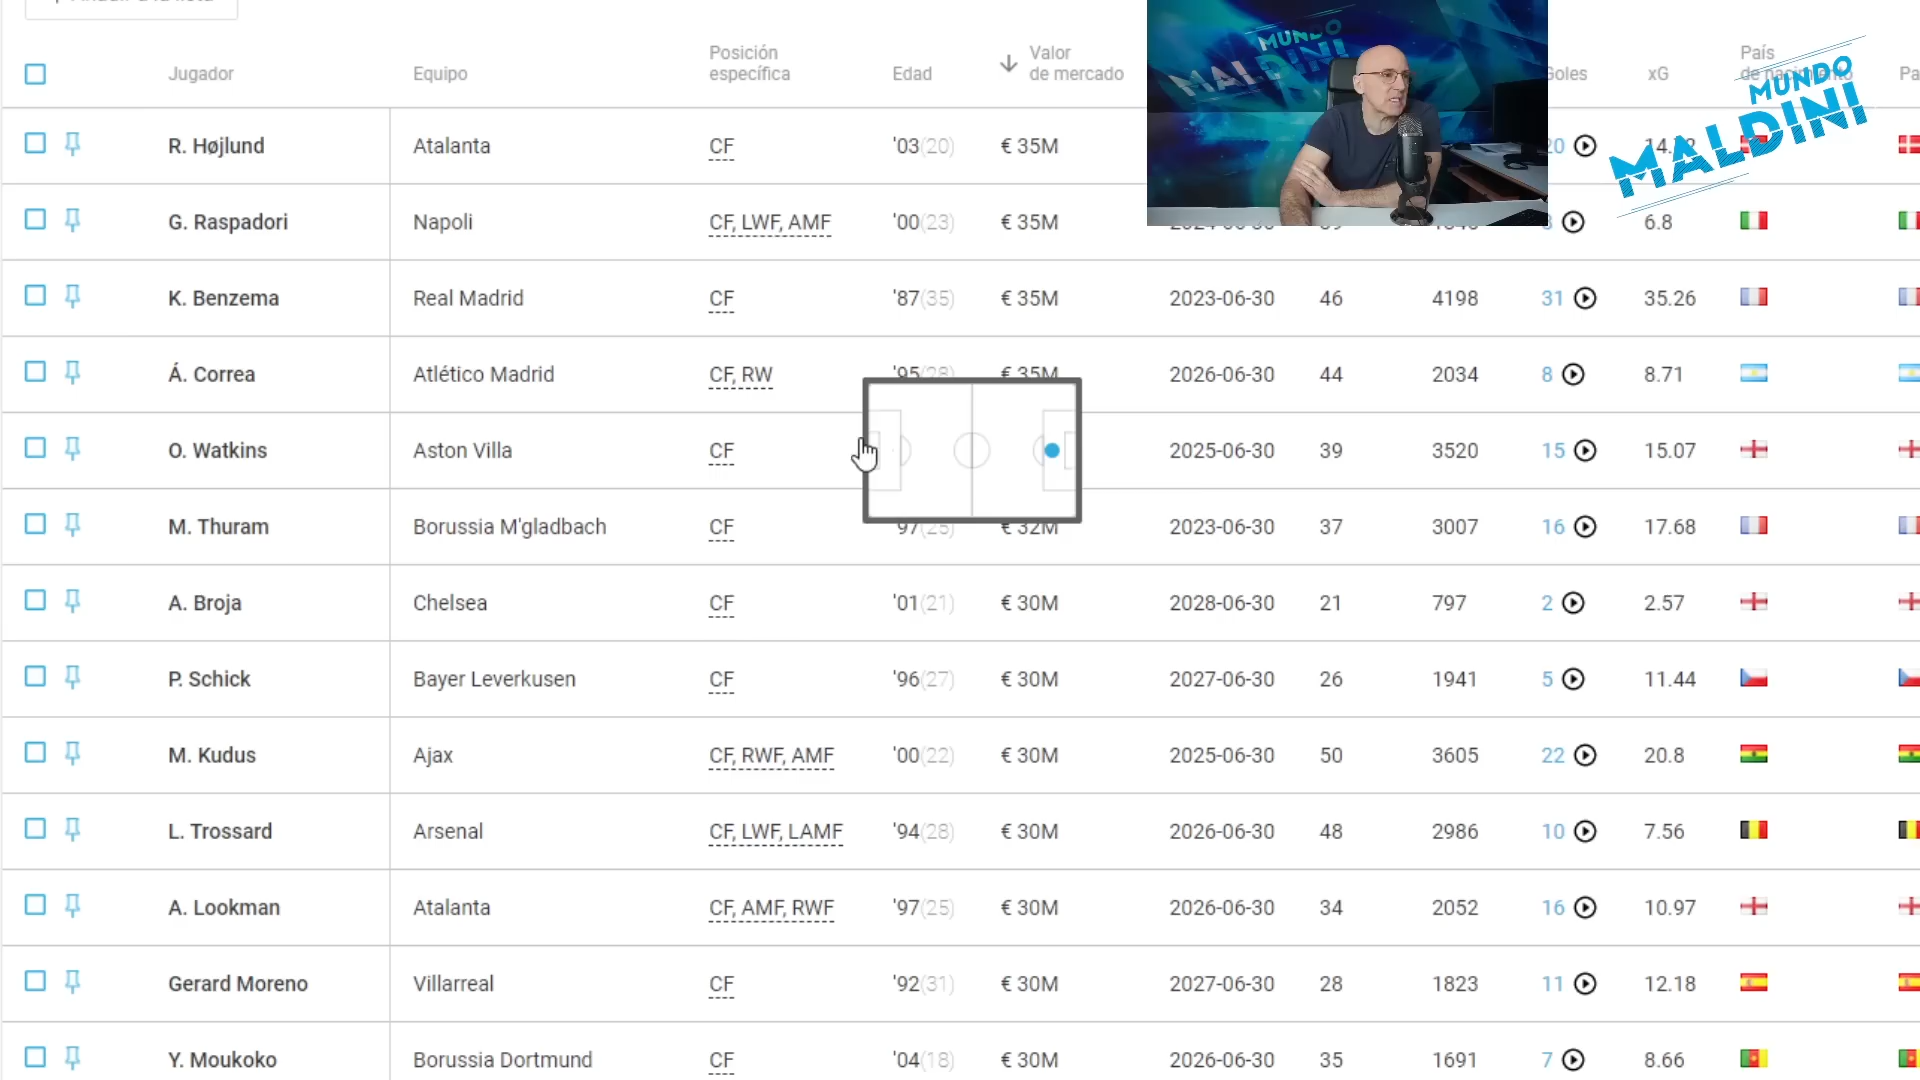 Jugador Equipo Posición específica Edad Valor de mercado Goles xG País
R. Højlund Atalanta CF '03(20) € 35M 20
G. Raspadori Napoli CF, LWF, AMF '00(23) € 35M 6.8
K. Benzema Real Madrid CF '87(35) € 35M 2023-06-30 46 4198 31 35.26
Á. Correa Atlético Madrid CF, RW '95(28) € 35M 2026-06-30 44 2034 8 8.71
O. Watkins Aston Villa CF 2025-06-30 39 3520 15 15.07
M. Thuram Borussia M'gladbach CF '97(25) € 32M 2023-06-30 37 3007 16 17.68
A. Broja Chelsea CF '01(21) € 30M 2028-06-30 21 797 2 2.57
P. Schick Bayer Leverkusen CF '96(27) € 30M 2027-06-30 26 1941 5 11.44
M. Kudus Ajax CF, RWF, AMF '00(22) € 30M 2025-06-30 50 3605 22 20.8
L. Trossard Arsenal CF, LWF, LAMF '94(28) € 30M 2026-06-30 48 2986 10 7.56
A. Lookman Atalanta CF, AMF, RWF '97(25) € 30M 2026-06-30 34 2052 16 10.97
Gerard Moreno Villarreal CF '92(31) € 30M 2027-06-30 28 1823 11 12.18
Y. Moukoko Borussia Dortmund CF '04(18) € 30M 2026-06-30 35 1691 7 8.66
MUNDO
MALDINI
MUNDO
MALDINI